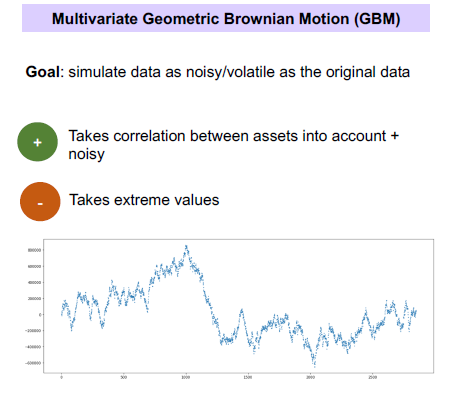 Multivariate Geometric Brownian Motion (GBM)
Goal: simulate data as noisy/volatile as the original data
+
Takes correlation between assets into account +
noisy
-
Takes extreme values
800000
600000
400000
200000
0
-200000
-400000
-600000
0 500 1000 1500 2000 2500